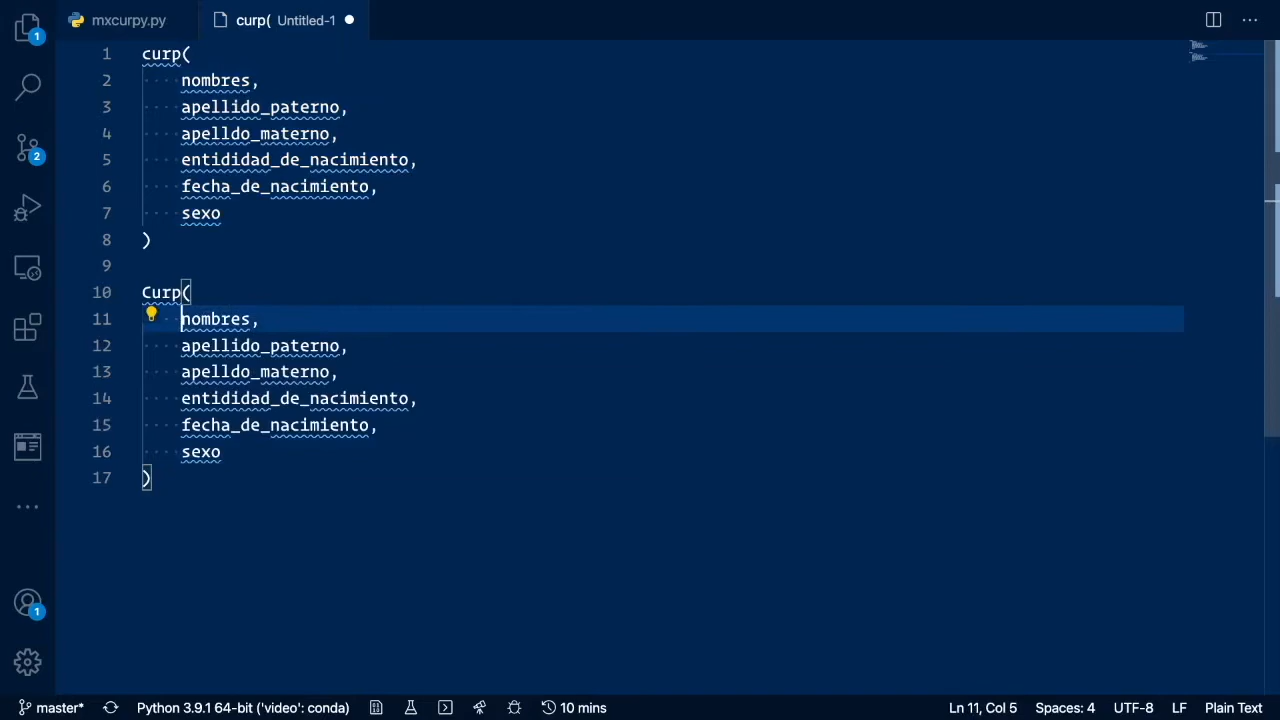 mxcurpy.py
curp( Untitled-1
1
1 curp(
2 nombres,
3 apellido_paterno,
4 apelldo_materno,
5 entididad_de_nacimiento,
6 fecha_de_nacimiento,
7 sexo
8 )
9
10 Curp(
11 nombres,
12 apellido_paterno,
13 apelldo_materno,
14 entididad_de_nacimiento,
15 fecha_de_nacimiento,
16 sexo
17 )
2
1
master* Python 3.9.1 64-bit ('video': conda) 10 mins Ln 11, Col 5 Spaces: 4 UTF-8 LF Plain Text